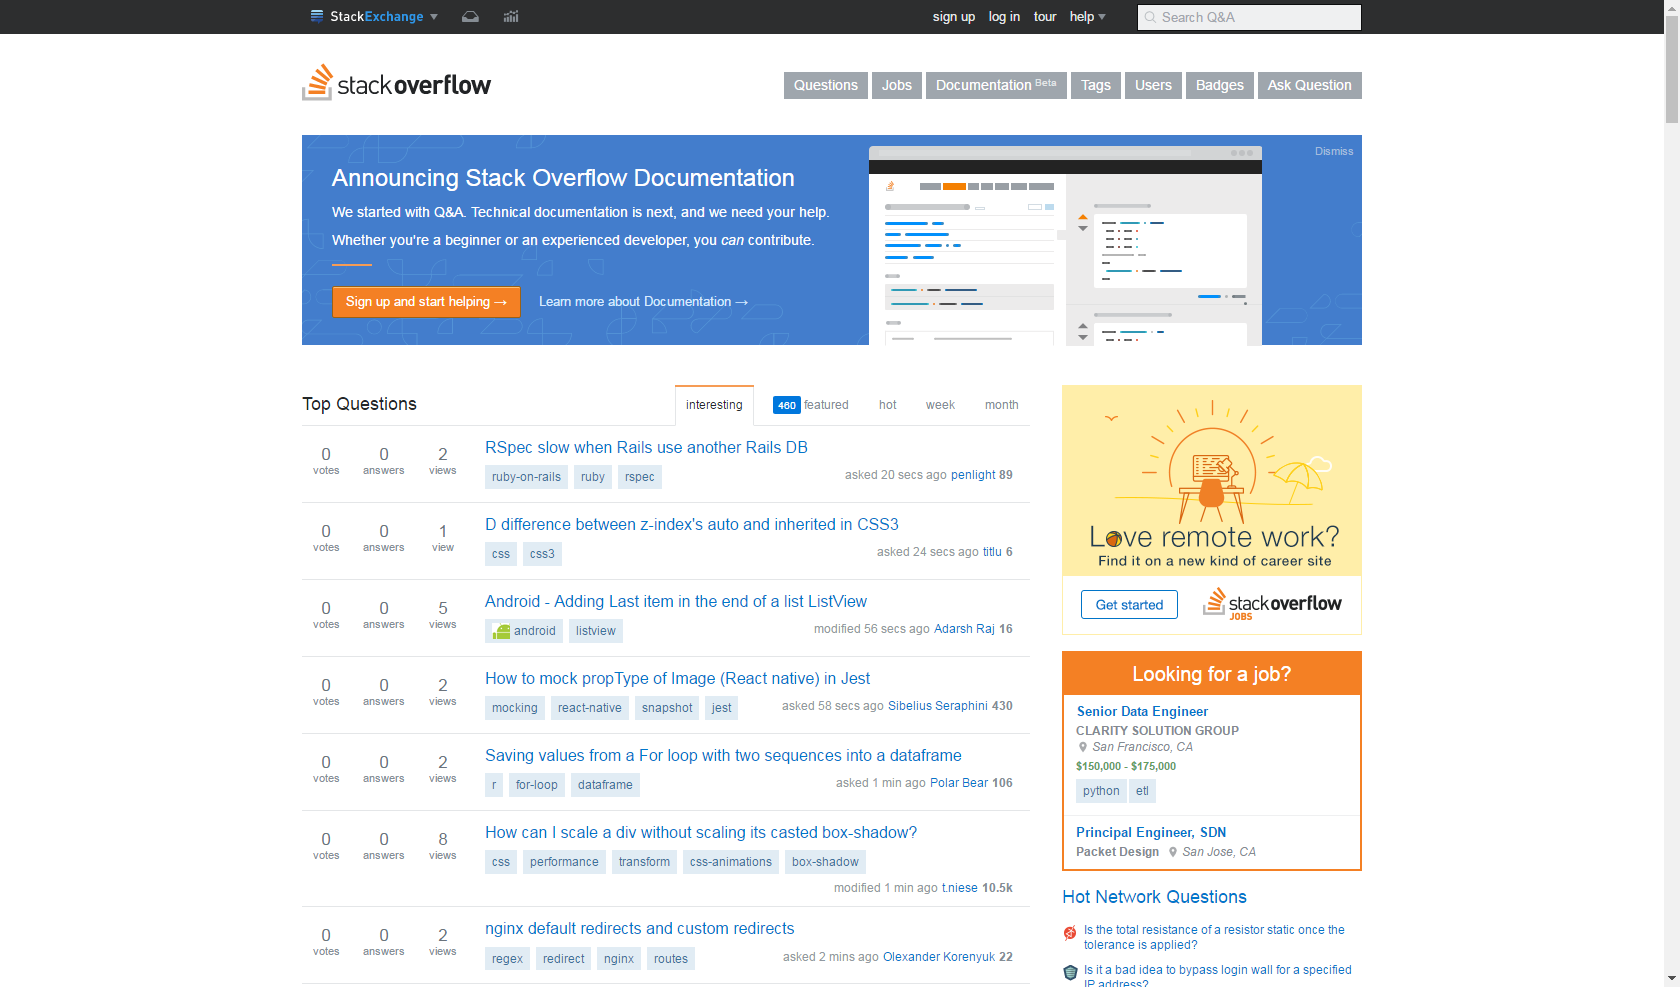 StackExchange
sign up log in tour help
Search Q&A
stackoverflow
Questions Jobs Documentation Beta Tags Users Badges Ask Question
Announcing Stack Overflow Documentation
Dismiss
We started with Q&A. Technical documentation is next, and we need your help.
Whether you're a beginner or an experienced developer, you can contribute.
Sign up and start helping → Learn more about Documentation →
Top Questions
interesting 460 featured hot week month
0 votes 0 answers 2 views
RSpec slow when Rails use another Rails DB
ruby-on-rails ruby rspec
asked 20 secs ago penlight 89
0 votes 0 answers 1 view
D difference between z-index's auto and inherited in CSS3
css css3
asked 24 secs ago titlu 6
0 votes 0 answers 5 views
Android - Adding Last item in the end of a list ListView
android listview
modified 56 secs ago Adarsh Raj 16
0 votes 0 answers 2 views
How to mock propType of Image (React native) in Jest
mocking react-native snapshot jest
asked 58 secs ago Sibelius Seraphini 430
0 votes 0 answers 2 views
Saving values from a For loop with two sequences into a dataframe
r for-loop dataframe
asked 1 min ago Polar Bear 106
0 votes 0 answers 8 views
How can I scale a div without scaling its casted box-shadow?
css performance transform css-animations box-shadow
modified 1 min ago t.niese 10.5k
0 votes 0 answers 2 views
nginx default redirects and custom redirects
regex redirect nginx routes
asked 2 mins ago Olexander Korenyuk 22
Love remote work?
Find it on a new kind of career site
Get started
stackoverflow
JOBS
Looking for a job?
Senior Data Engineer
CLARITY SOLUTION GROUP
San Francisco, CA
$150,000 - $175,000
python etl
Principal Engineer, SDN
Packet Design San Jose, CA
Hot Network Questions
Is the total resistance of a resistor static once the
tolerance is applied?
Is it a bad idea to bypass login wall for a specified
IP address?